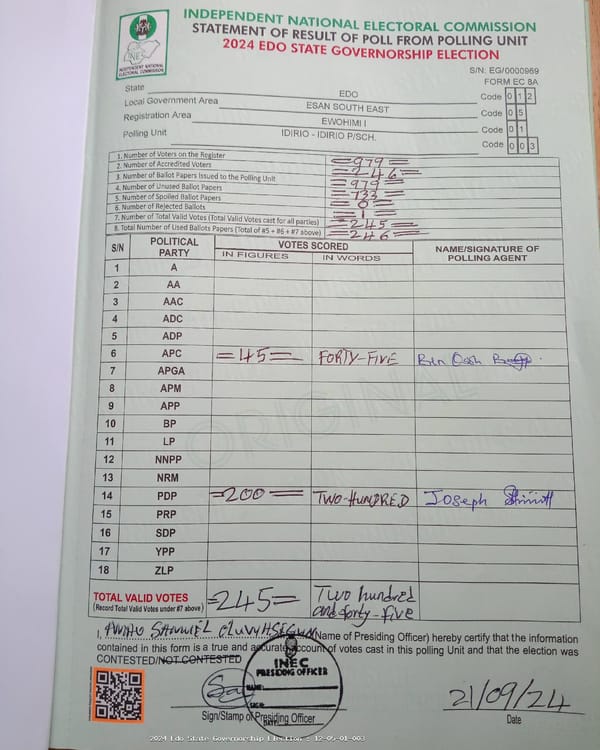 INDEPENDENT NATIONAL ELECTORAL COMMISSION
STATEMENT OF RESULT OF POLL FROM POLLING UNIT
2024 EDO STATE GOVERNORSHIP ELECTION
INEC
INDEPENDENT NATIONAL ELECTORAL COMMISSION
S/N: EG/0000969
FORM EC 8A
State EDO Code 0 1 2
Local Government Area ESAN SOUTH EAST Code 0 5
Registration Area EWOHIMI I Code 0 1
Polling Unit IDIRIO - IDIRIO P/SCH. Code 0 0 3
1. Number of Voters on the Register =979=
2. Number of Accredited Voters =246=
3. Number of Ballot Papers Issued to the Polling Unit =979=
4. Number of Unused Ballot Papers =733=
5. Number of Spoiled Ballot Papers =0=
6. Number of Rejected Ballots =1=
7. Number of Total Valid Votes (Total Valid Votes cast for all parties) =245=
8. Total Number of Used Ballots Papers (Total of #5 + #6 + #7 above) =246=
S/N POLITICAL PARTY VOTES SCORED NAME/SIGNATURE OF POLLING AGENT
IN FIGURES IN WORDS
1 A
2 AA
3 AAC
4 ADC
5 ADP
6 APC =45= FORTY-FIVE
7 APGA
8 APM
9 APP
10 BP
11 LP
12 NNPP
13 NRM
14 PDP =200= TWO-HUNDRED Joseph
15 PRP
16 SDP
17 YPP
18 ZLP
ORIGINAL
TOTAL VALID VOTES =245= Two hundred and forty-five
(Record Total Valid Votes under #7 above)
I, SAMUEL (Name of Presiding Officer) hereby certify that the information
contained in this form is a true and accurate account of votes cast in this polling Unit and that the election was
CONTESTED/NOT CONTESTED
INEC
PRESIDING OFFICER
NAME:
SIGN:
DATE:
21/09/24
Sign/Stamp of Presiding Officer Date
2024 Edo State Governorship Election - 12-05-01-003